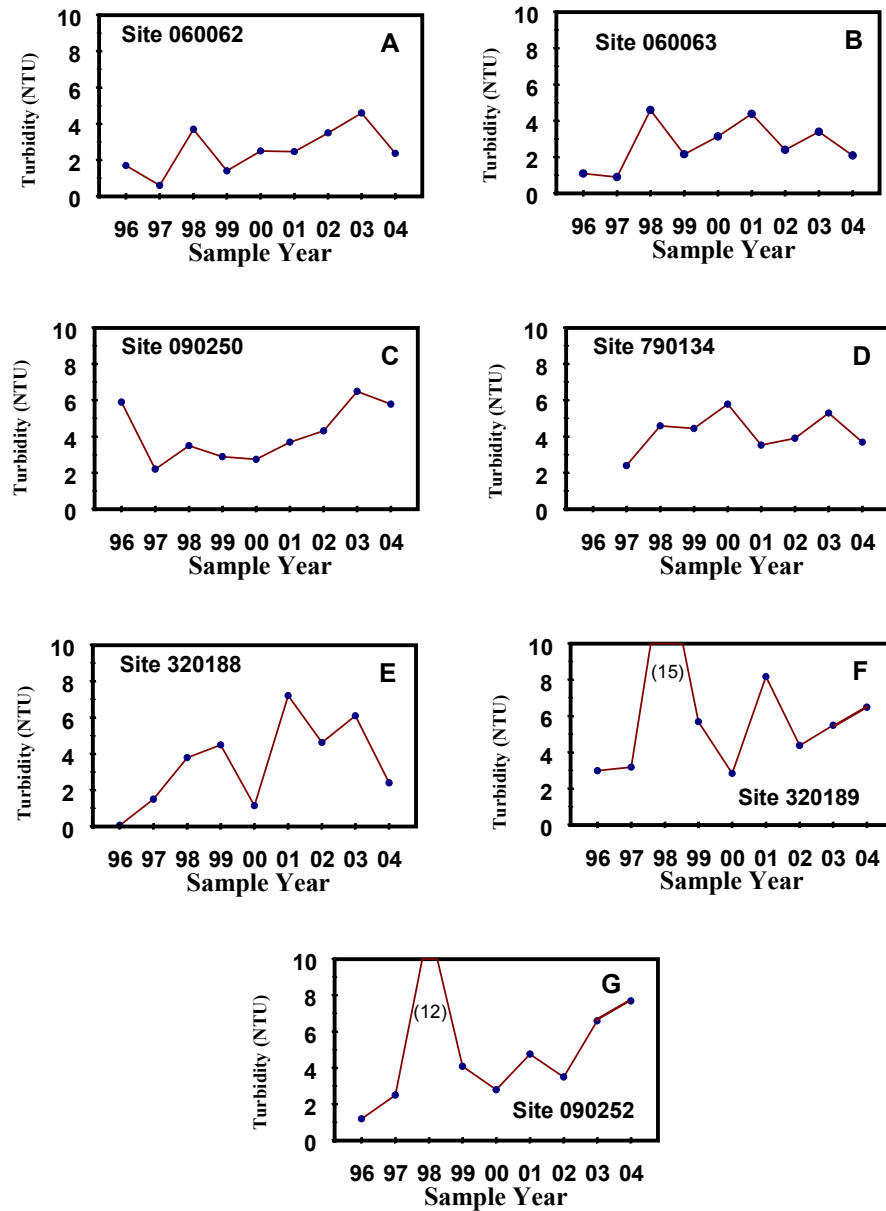 Site 060062
A
Turbidity (NTU)
10
8
6
4
2
0
96 97 98 99 00 01 02 03 04
Sample Year
Site 060063
B
Turbidity (NTU)
10
8
6
4
2
0
96 97 98 99 00 01 02 03 04
Sample Year
Site 090250
C
Turbidity (NTU)
10
8
6
4
2
0
96 97 98 99 00 01 02 03 04
Sample Year
Site 790134
D
Turbidity (NTU)
10
8
6
4
2
0
96 97 98 99 00 01 02 03 04
Sample Year
Site 320188
E
Turbidity (NTU)
10
8
6
4
2
0
96 97 98 99 00 01 02 03 04
Sample Year
F
(15)
Site 320189
Turbidity (NTU)
10
8
6
4
2
0
96 97 98 99 00 01 02 03 04
Sample Year
G
(12)
Site 090252
Turbidity (NTU)
10
8
6
4
2
0
96 97 98 99 00 01 02 03 04
Sample Year